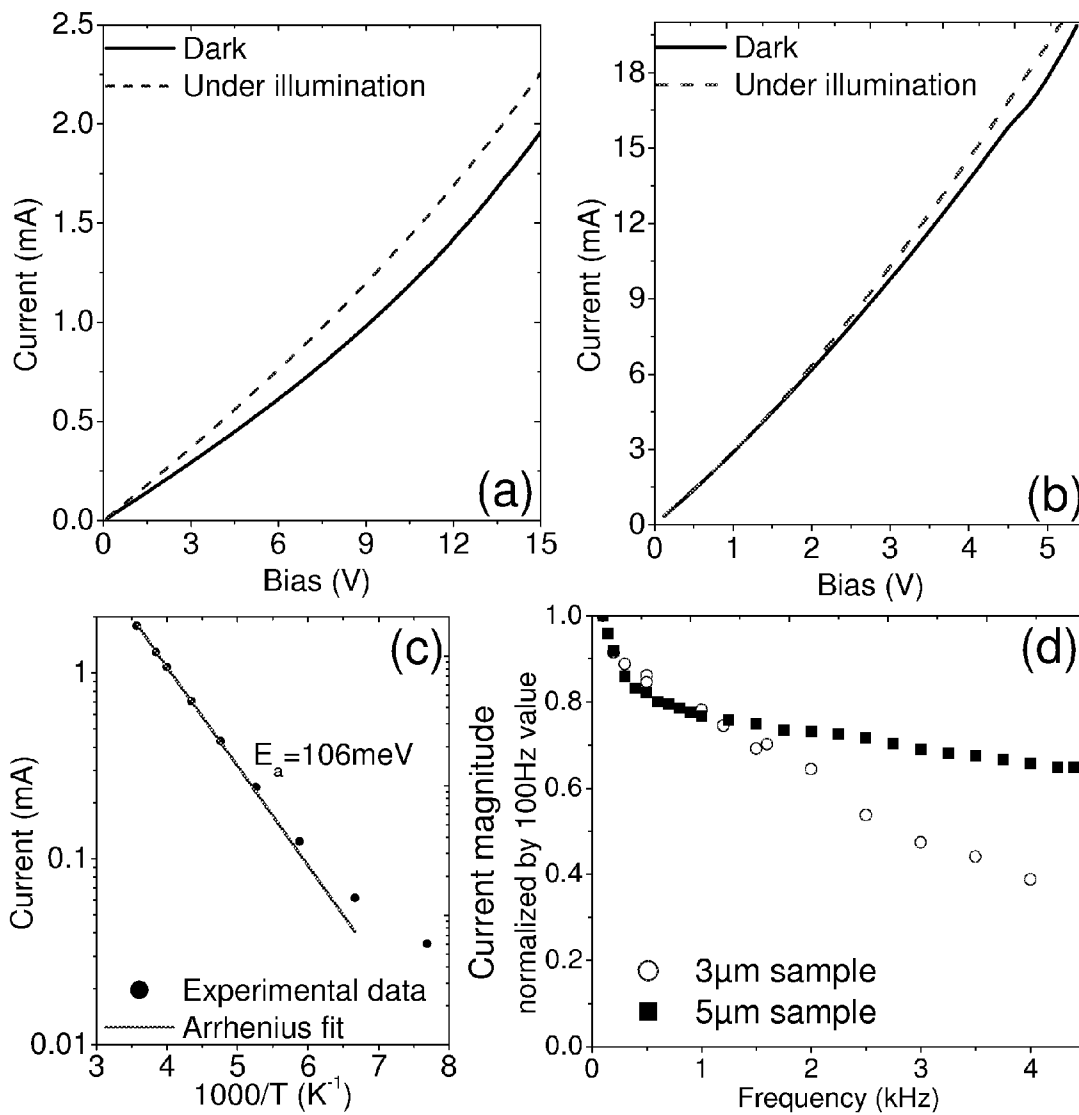 2.5
2.0
1.5
1.0
0.5
0.0
Current (mA)
Dark
Under illumination
(a)
0 3 6 9 12 15
Bias (V)
18
15
12
9
6
3
0
Current (mA)
Dark
Under illumination
(b)
0 1 2 3 4 5
Bias (V)
1
0.1
0.01
Current (mA)
(c)
E_a=106meV
Experimental data
Arrhenius fit
3 4 5 6 7 8
1000/T (K⁻¹)
1.0
0.8
0.6
0.4
0.2
0.0
Current magnitude
normalized by 100Hz value
(d)
3μm sample
5μm sample
0 1 2 3 4
Frequency (kHz)